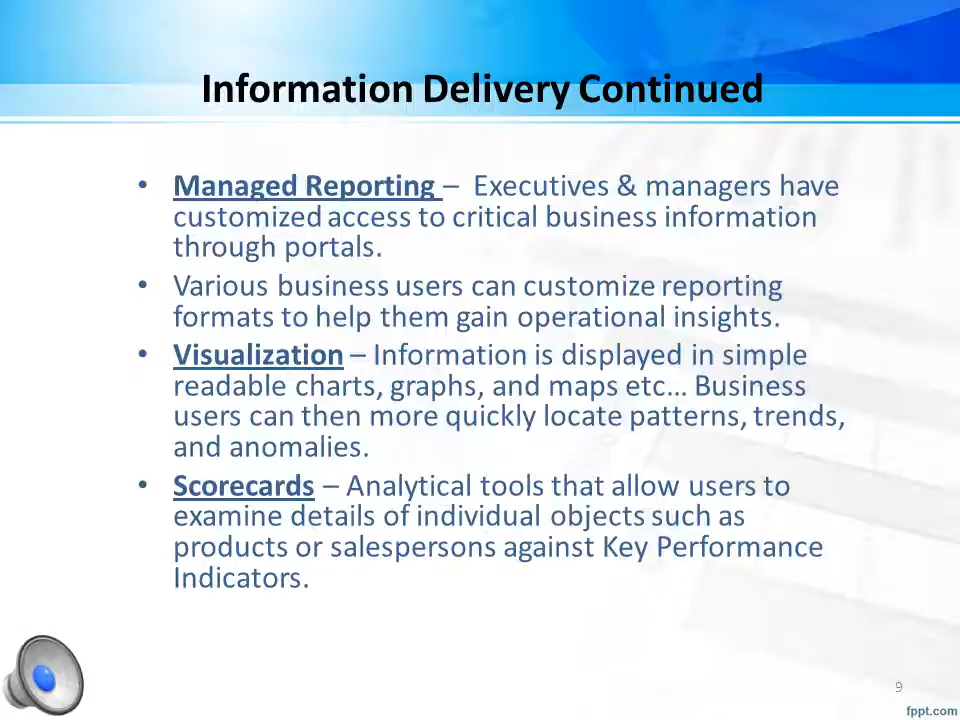 Information Delivery Continued
• Managed Reporting – Executives & managers have
customized access to critical business information
through portals.
• Various business users can customize reporting
formats to help them gain operational insights.
• Visualization – Information is displayed in simple
readable charts, graphs, and maps etc… Business
users can then more quickly locate patterns, trends,
and anomalies.
• Scorecards – Analytical tools that allow users to
examine details of individual objects such as
products or salespersons against Key Performance
Indicators.
9
fppt.com